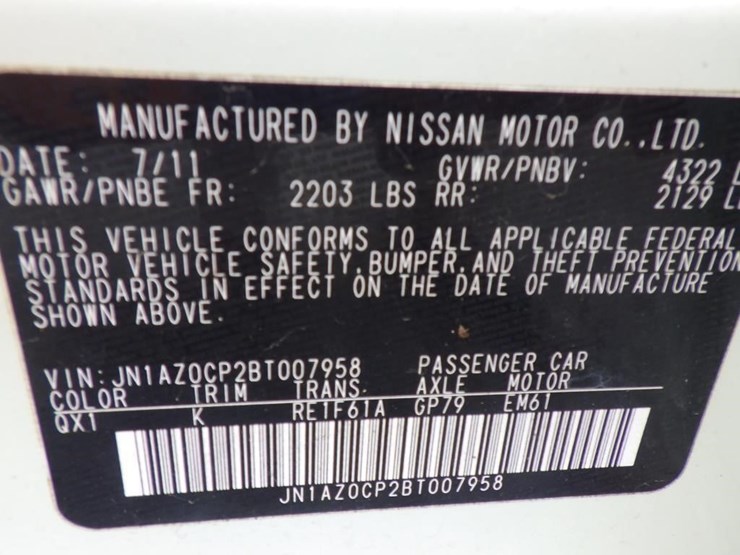 MANUFACTURED BY NISSAN MOTOR CO.,LTD.
DATE: 7/11 GVWR/PNBV: 4322 L
GAWR/PNBE FR: 2203 LBS RR: 2129 L
THIS VEHICLE CONFORMS TO ALL APPLICABLE FEDERAL
MOTOR VEHICLE SAFETY, BUMPER, AND THEFT PREVENTION
STANDARDS IN EFFECT ON THE DATE OF MANUFACTURE
SHOWN ABOVE.
VIN: JN1AZ0CP2BT007958 PASSENGER CAR
COLOR TRIM TRANS. AXLE MOTOR
QX1 K RE1F61A GP79 EM61
JN1AZ0CP2BT007958